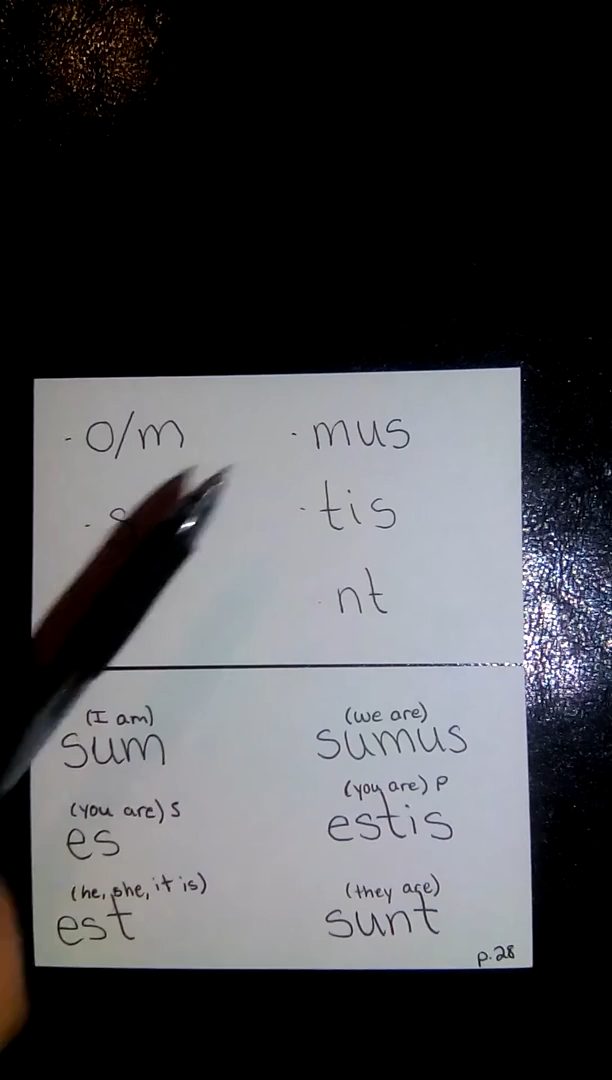 - O/m
- mus
- s
- tis
nt
(I am)
sum
(we are)
sumus
(you are) S
es
(you are) P
estis
(he, she, it is)
est
(they are)
sunt
p.28